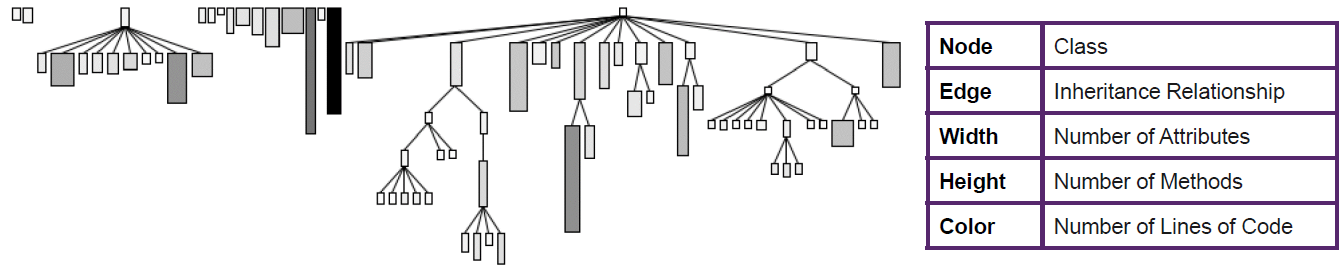 Node Class
Edge Inheritance Relationship
Width Number of Attributes
Height Number of Methods
Color Number of Lines of Code